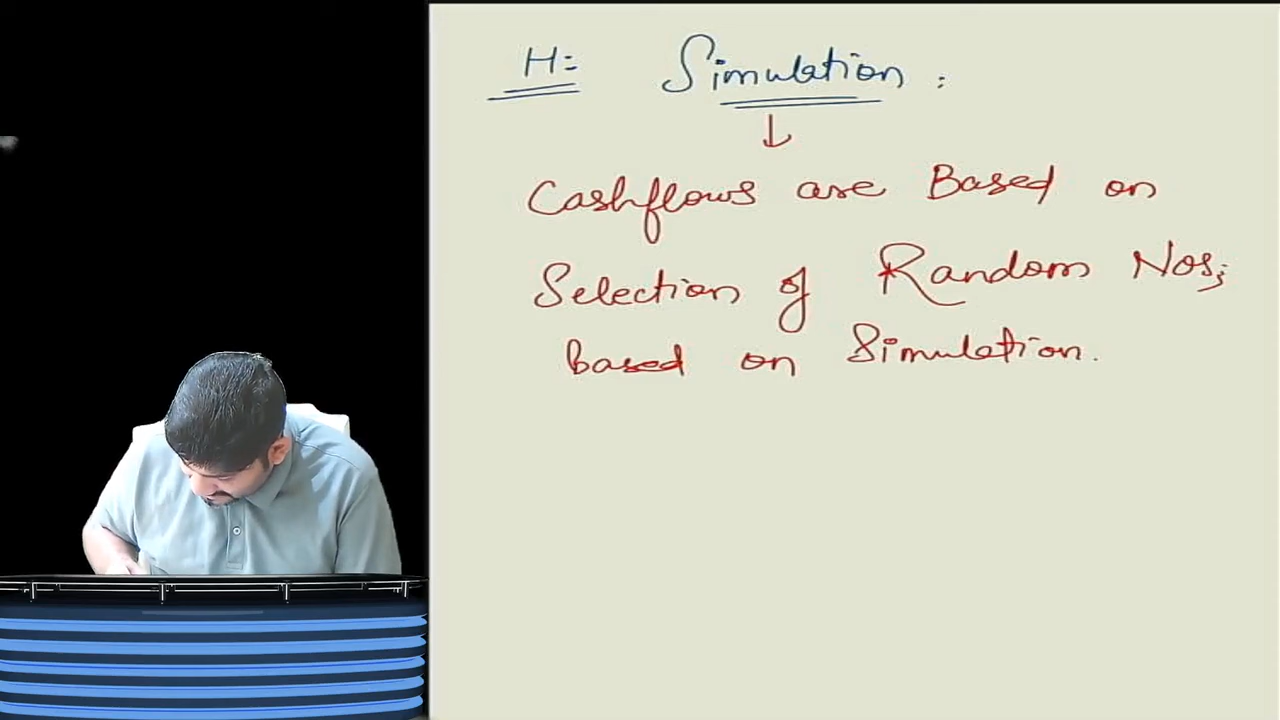 H: Simulation :
↓
Cashflows are Based on
Selection of Random Nos;
based on Simulation.